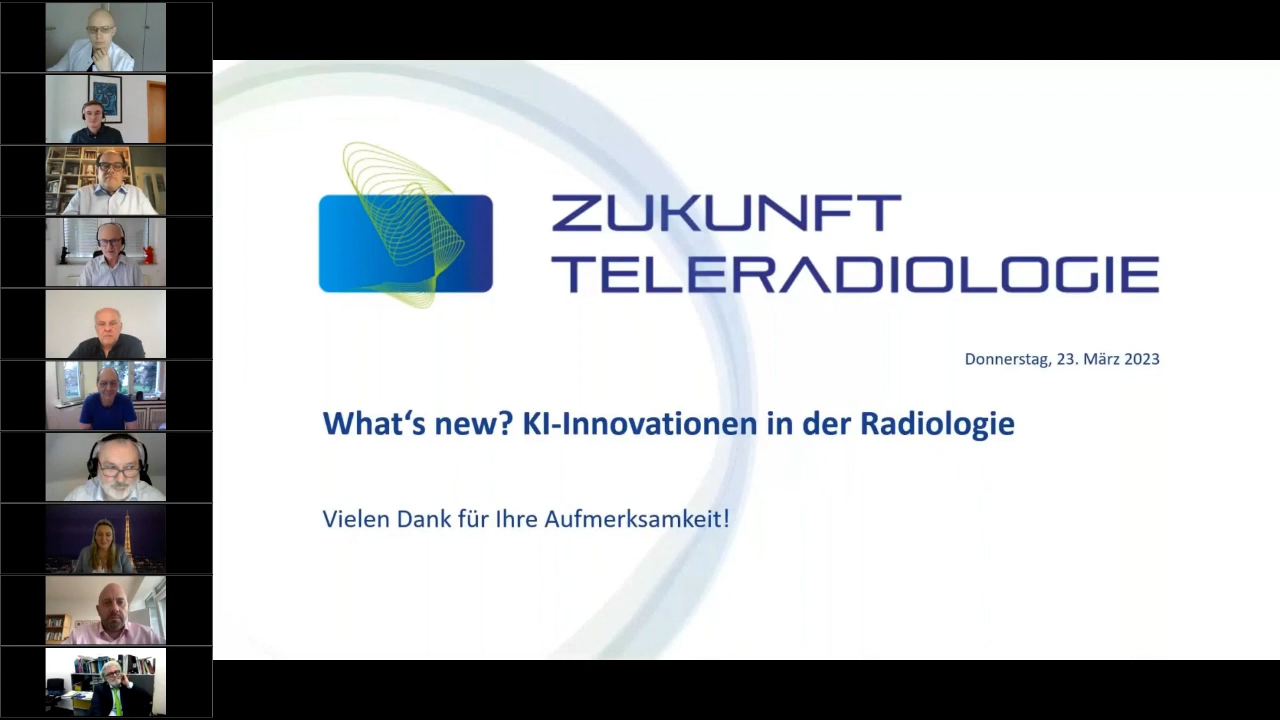 ZUKUNFT
TELERADIOLOGIE
Donnerstag, 23. März 2023
What‘s new? KI-Innovationen in der Radiologie
Vielen Dank für Ihre Aufmerksamkeit!